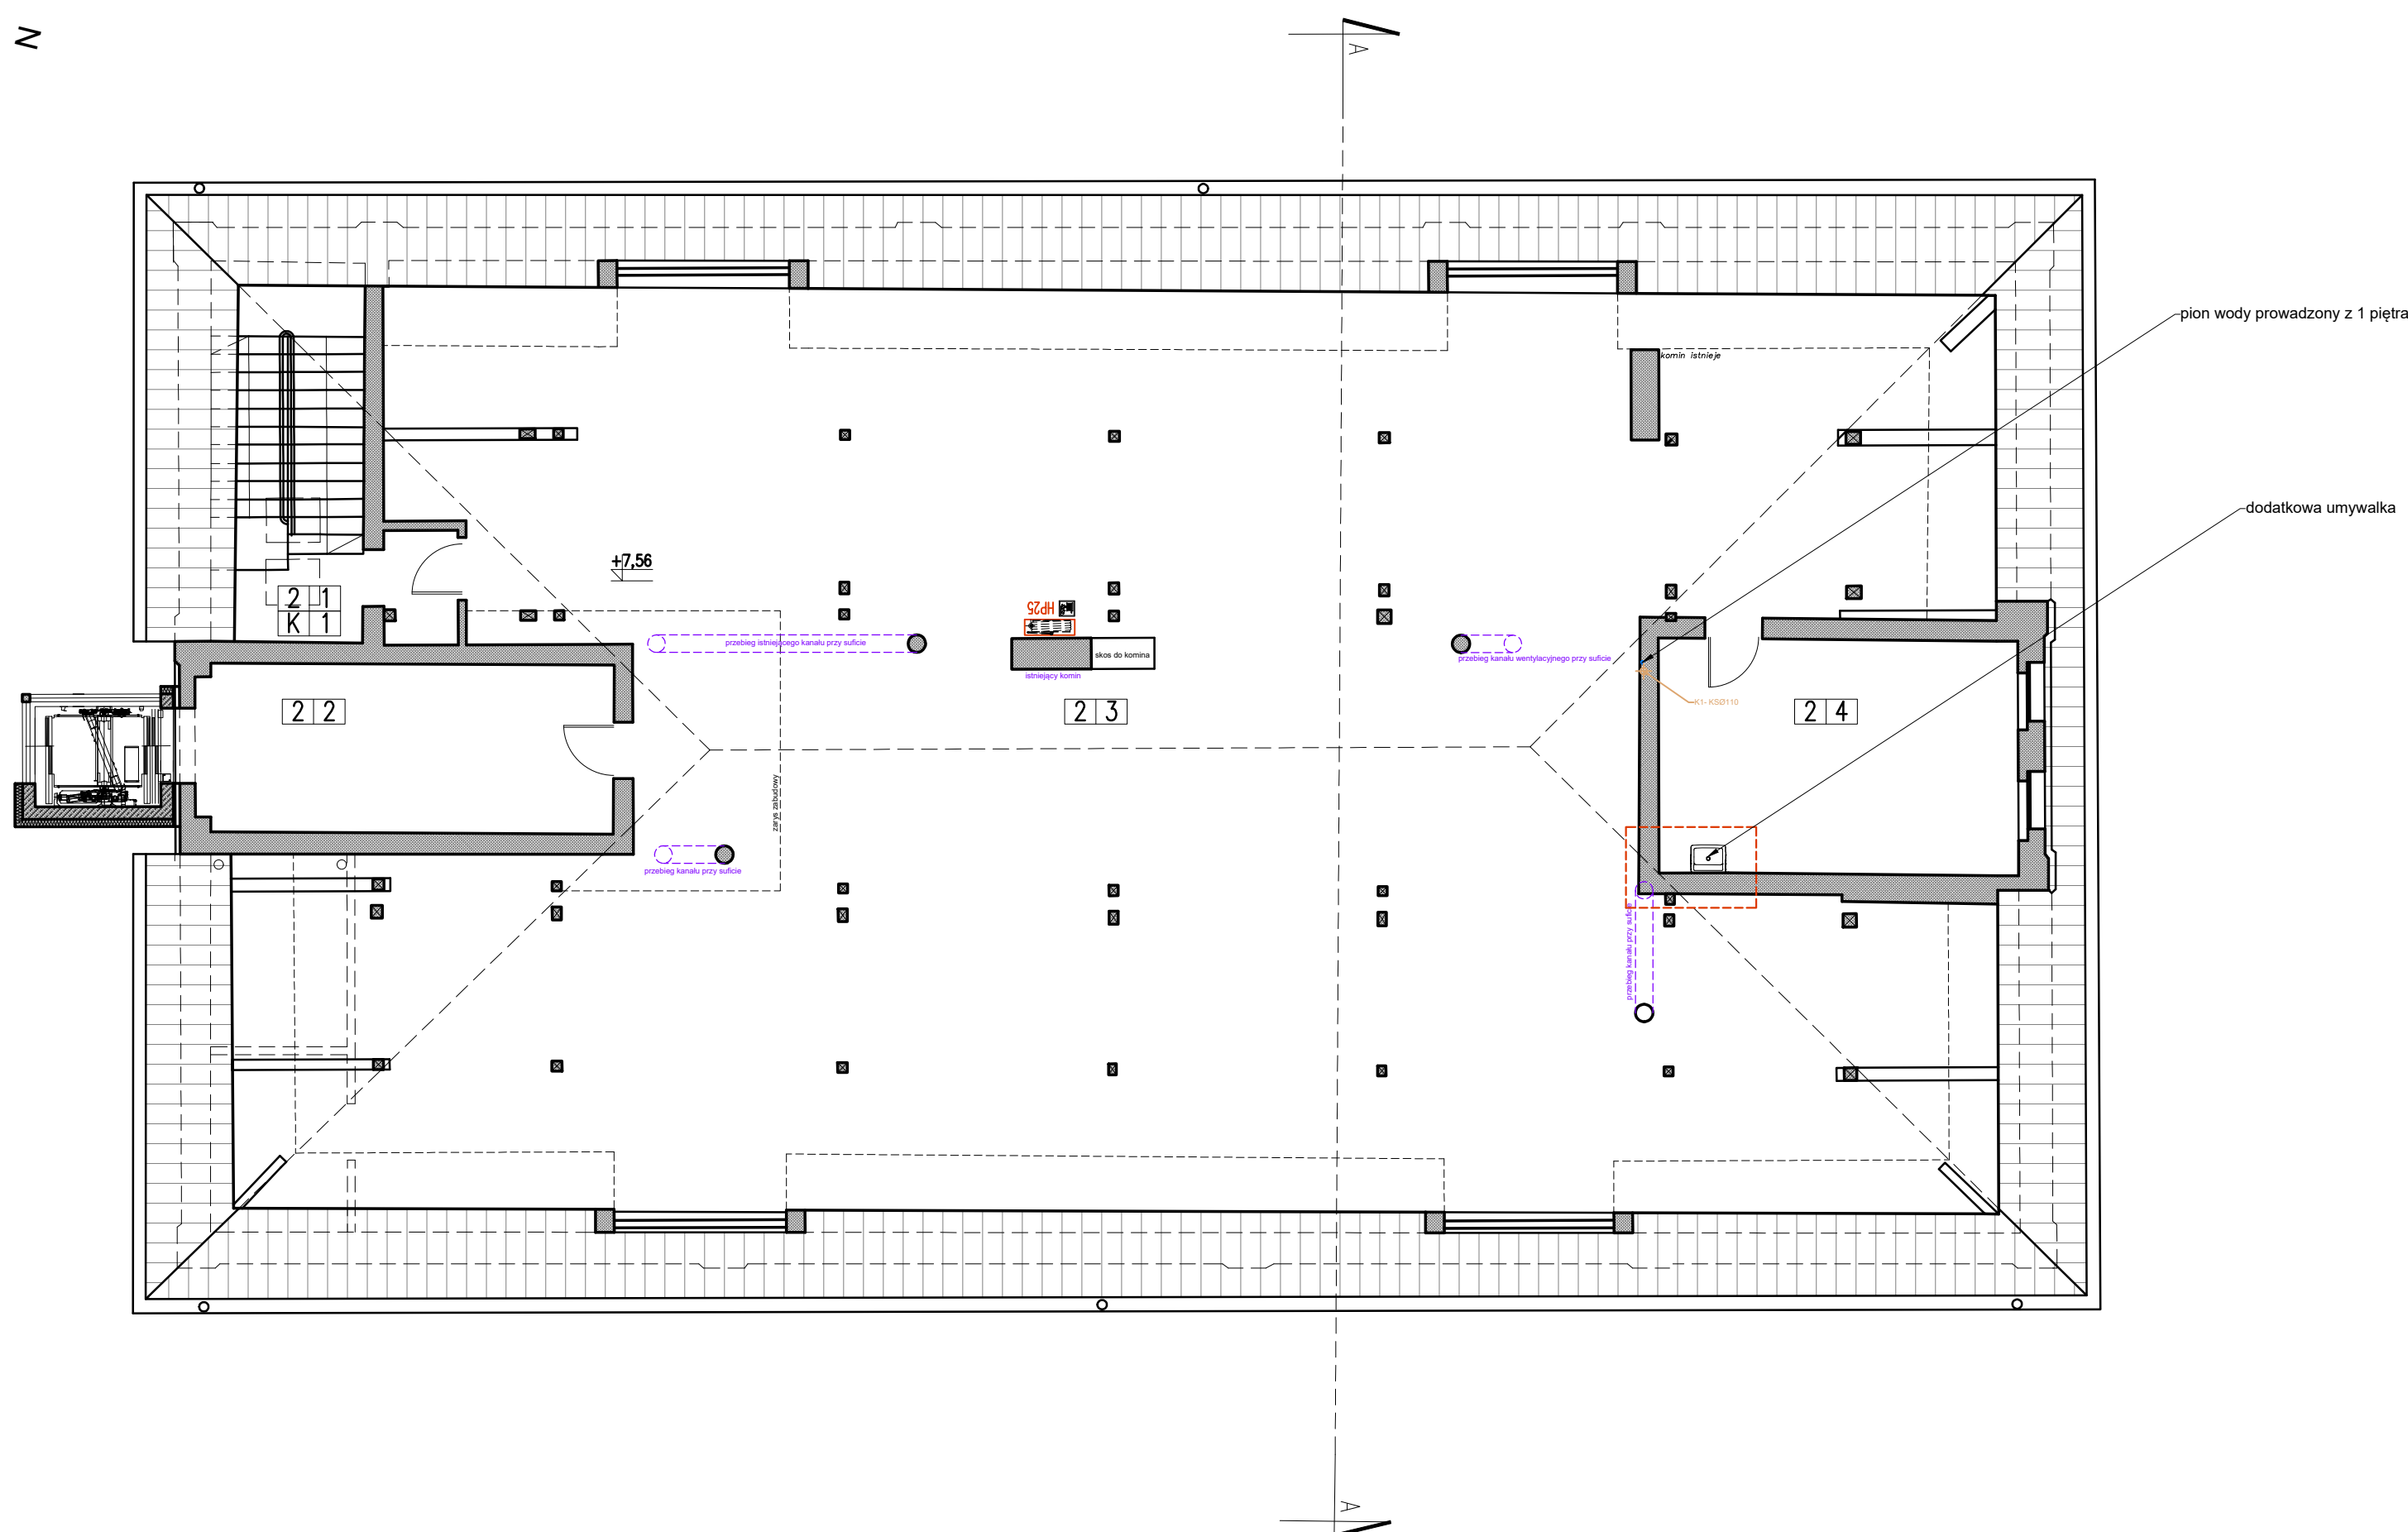 N
A
pion wody prowadzony z 1 piętra
komin istnieje
dodatkowa umywalka
+7,56
2 1
K 1
HP25
przebieg istniejącego kanału przy suficie
skos do komina
istniejący komin
przebieg kanału wentylacyjnego przy suficie
K1- KSØ110
2 2
2 3
2 4
zarys zabudowy
przebieg kanału przy suficie
przebieg kanału przy suficie
A